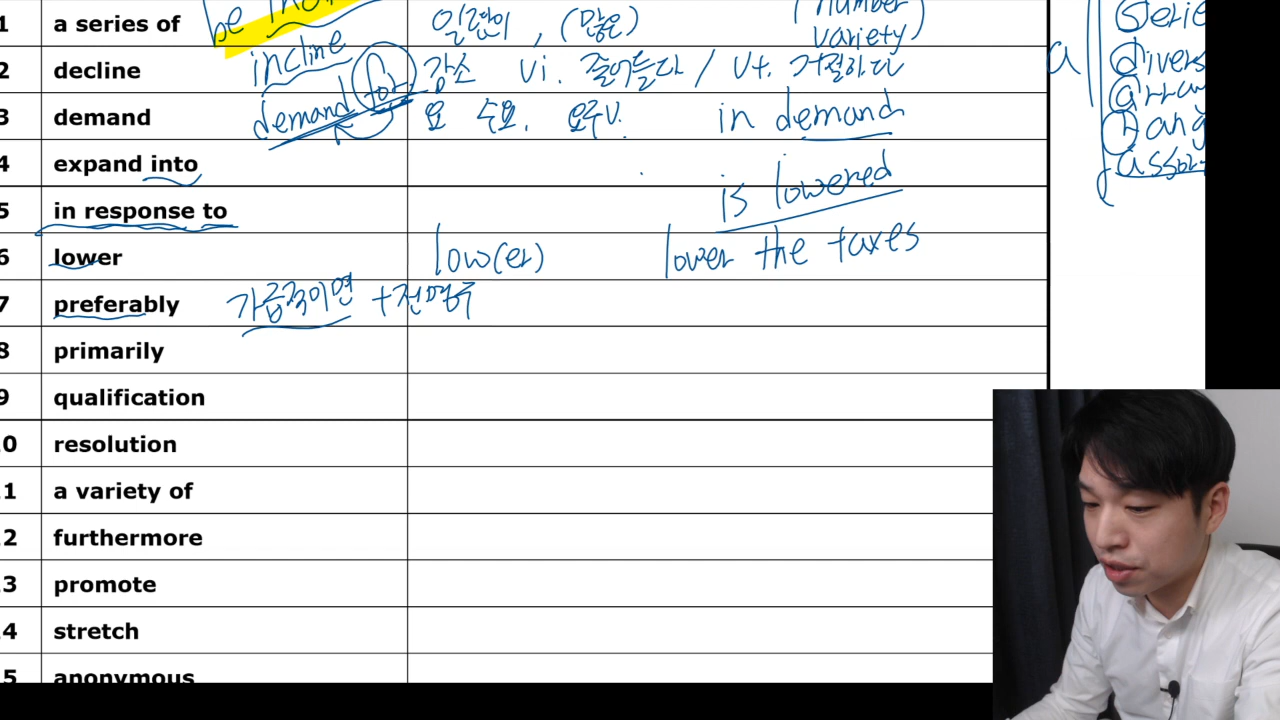 be
1 a series of 일련의, (많은) (number
variety)
incline
2 decline 감소 vi. 줄어들다 / vt. 거절하다
demand for
3 demand 요 수요. 요구v. in demand
4 expand into
is lowered
5 in response to
6 lower low(er) lower the taxes
7 preferably 가급적이면 +전명구
8 primarily
9 qualification
10 resolution
11 a variety of
12 furthermore
13 promote
14 stretch
15 anonymous
a
Serie
divers
arra
rang
assor